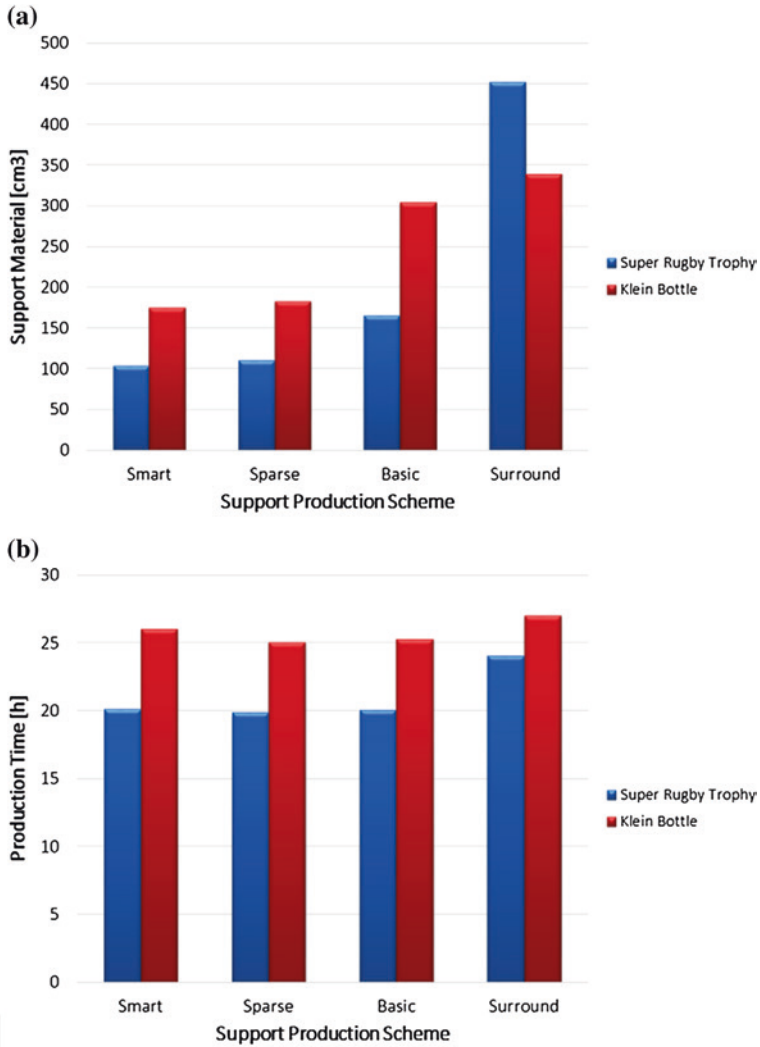 (a)
500
450
400
350
300
250
200
150
100
50
0
Support Material [cm3]
Smart Sparse Basic Surround
Support Production Scheme
Super Rugby Trophy
Klein Bottle
(b)
30
25
20
15
10
5
0
Production Time [h]
Smart Sparse Basic Surround
Support Production Scheme
Super Rugby Trophy
Klein Bottle